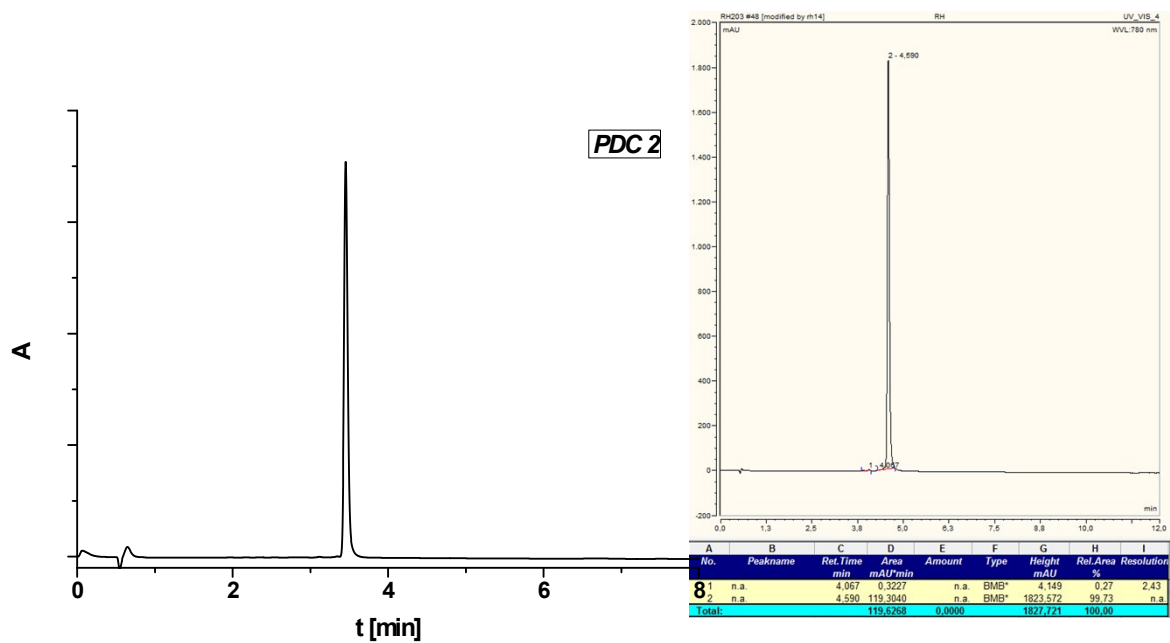 PDC 2
A
0 2 4 6 8
t [min]
RH203 #48 [modified by rh14] RH UV_VIS_4
mAU WVL:780 nm
2.000
1.800
1.600
1.400
1.200
1.000
800
600
400
200
0
-200
2 - 4,590
1 - 4,067
min
0,0 1,3 2,5 3,8 5,0 6,3 7,5 8,8 10,0 12,0
A B C D E F G H I
No. Peakname Ret.Time Area Amount Type Height Rel.Area Resolution
min mAU*min mAU %
1 n.a. 4,067 0,3227 n.a. BMB* 4,149 0,27 2,43
2 n.a. 4,590 119,3040 n.a. BMB* 1823,572 99,73 n.a.
Total: 119,6268 0,0000 1827,721 100,00